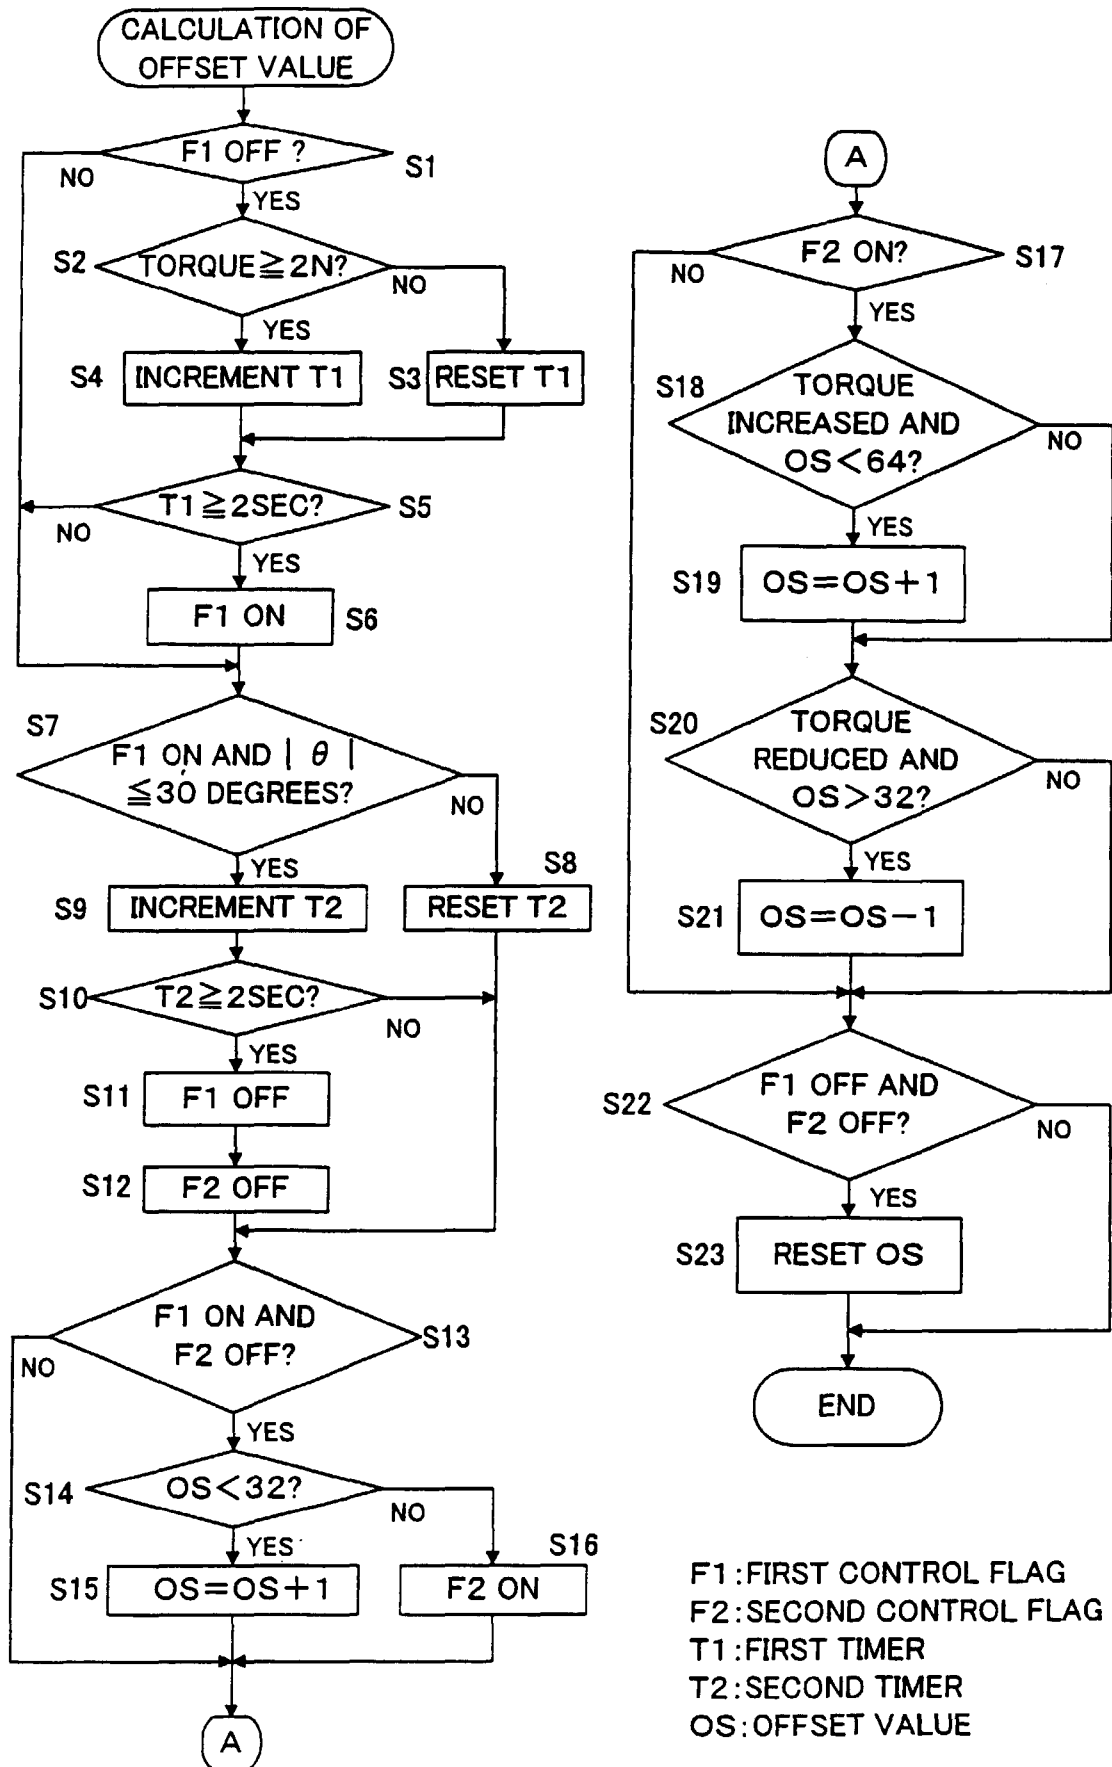 CALCULATION OF
OFFSET VALUE
F1 OFF ?
S1
NO
YES
S2
TORQUE≧2N?
NO
YES
S4
INCREMENT T1
S3
RESET T1
T1≧2SEC?
S5
NO
YES
F1 ON
S6
S7
F1 ON AND | θ |
≦30 DEGREES?
NO
YES
S8
S9
INCREMENT T2
RESET T2
S10
T2≧2SEC?
NO
YES
S11
F1 OFF
S12
F2 OFF
F1 ON AND
F2 OFF?
S13
NO
YES
S14
OS<32?
NO
YES
S16
S15
OS=OS+1
F2 ON
A
A
F2 ON?
S17
NO
YES
S18
TORQUE
INCREASED AND
OS<64?
NO
YES
S19
OS=OS+1
S20
TORQUE
REDUCED AND
OS>32?
NO
YES
S21
OS=OS-1
S22
F1 OFF AND
F2 OFF?
NO
YES
S23
RESET OS
END
F1:FIRST CONTROL FLAG
F2:SECOND CONTROL FLAG
T1:FIRST TIMER
T2:SECOND TIMER
OS:OFFSET VALUE